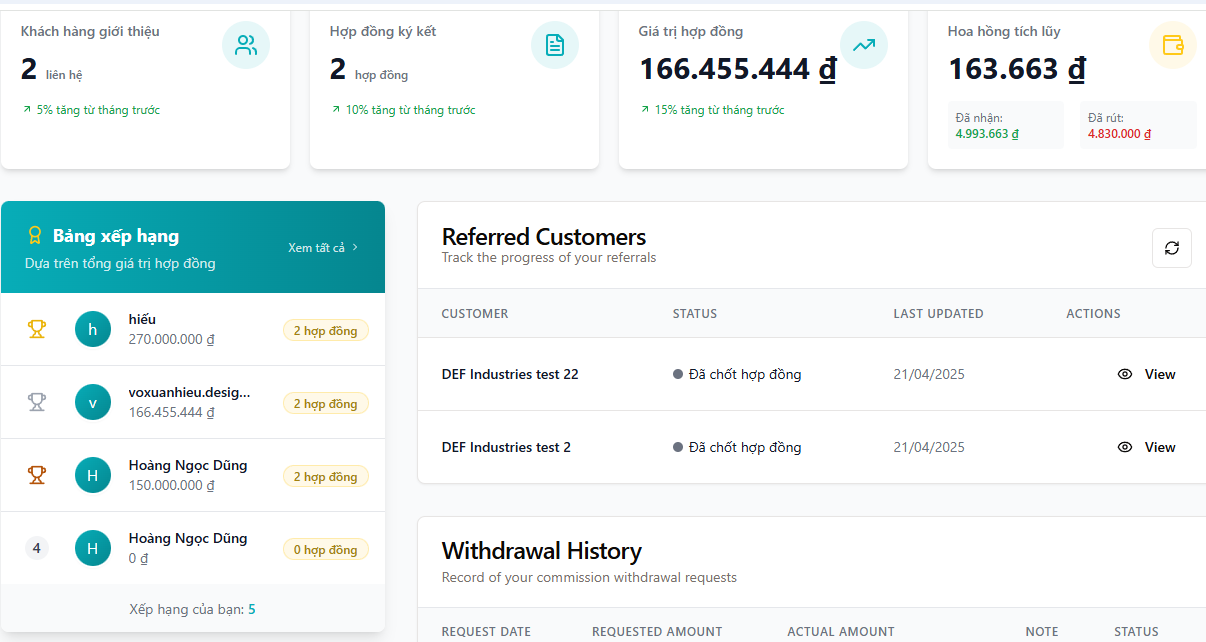 Khách hàng giới thiệu
2 liên hệ
5% tăng từ tháng trước
Hợp đồng ký kết
2 hợp đồng
10% tăng từ tháng trước
Giá trị hợp đồng
166.455.444 ₫
15% tăng từ tháng trước
Hoa hồng tích lũy
163.663 ₫
Đã nhận:
4.993.663 ₫
Đã rút:
4.830.000 ₫
Bảng xếp hạng
Xem tất cả
Dựa trên tổng giá trị hợp đồng
h
hiếu
270.000.000 ₫
2 hợp đồng
v
voxuanhieu.desig...
166.455.444 ₫
2 hợp đồng
H
Hoàng Ngọc Dũng
150.000.000 ₫
2 hợp đồng
4
H
Hoàng Ngọc Dũng
0 ₫
0 hợp đồng
Xếp hạng của bạn: 5
Referred Customers
Track the progress of your referrals
CUSTOMER STATUS LAST UPDATED ACTIONS
DEF Industries test 22 Đã chốt hợp đồng 21/04/2025 View
DEF Industries test 2 Đã chốt hợp đồng 21/04/2025 View
Withdrawal History
Record of your commission withdrawal requests
REQUEST DATE REQUESTED AMOUNT ACTUAL AMOUNT NOTE STATUS